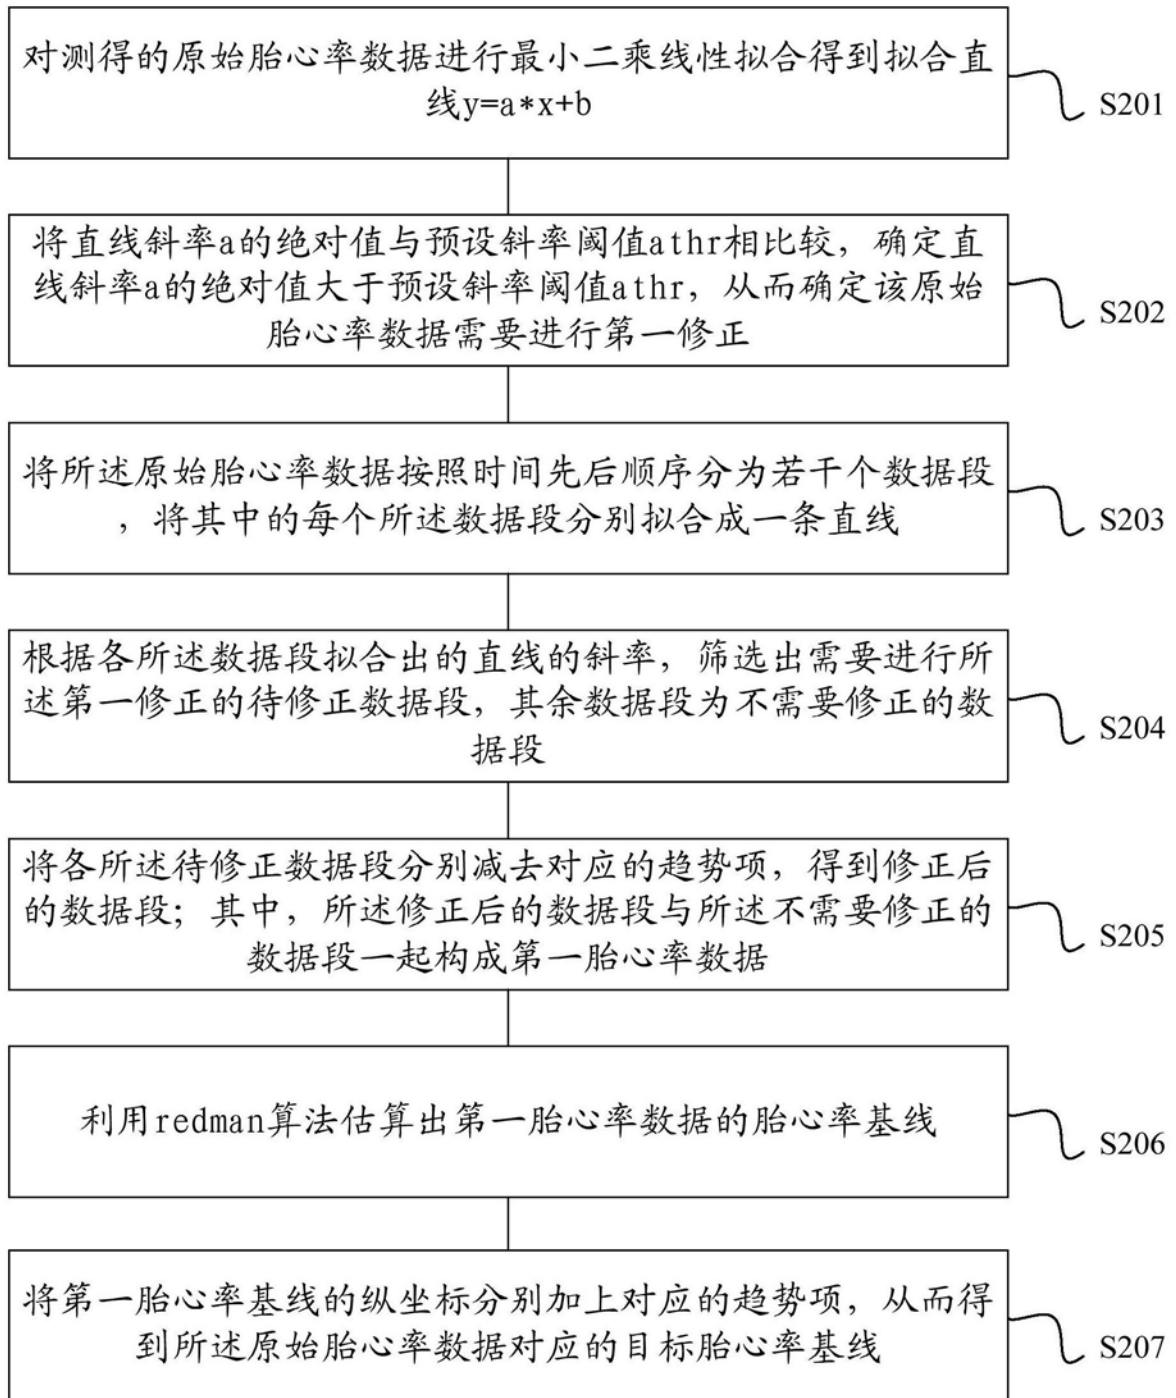 对测得的原始胎心率数据进行最小二乘线性拟合得到拟合直
线y=a*x+b
S201
将直线斜率a的绝对值与预设斜率阈值athr相比较，确定直
线斜率a的绝对值大于预设斜率阈值athr，从而确定该原始
胎心率数据需要进行第一修正
S202
将所述原始胎心率数据按照时间先后顺序分为若干个数据段
，将其中的每个所述数据段分别拟合成一条直线
S203
根据各所述数据段拟合出的直线的斜率，筛选出需要进行所
述第一修正的待修正数据段，其余数据段为不需要修正的数
据段
S204
将各所述待修正数据段分别减去对应的趋势项，得到修正后
的数据段；其中，所述修正后的数据段与所述不需要修正的
数据段一起构成第一胎心率数据
S205
利用redman算法估算出第一胎心率数据的胎心率基线
S206
将第一胎心率基线的纵坐标分别加上对应的趋势项，从而得
到所述原始胎心率数据对应的目标胎心率基线
S207